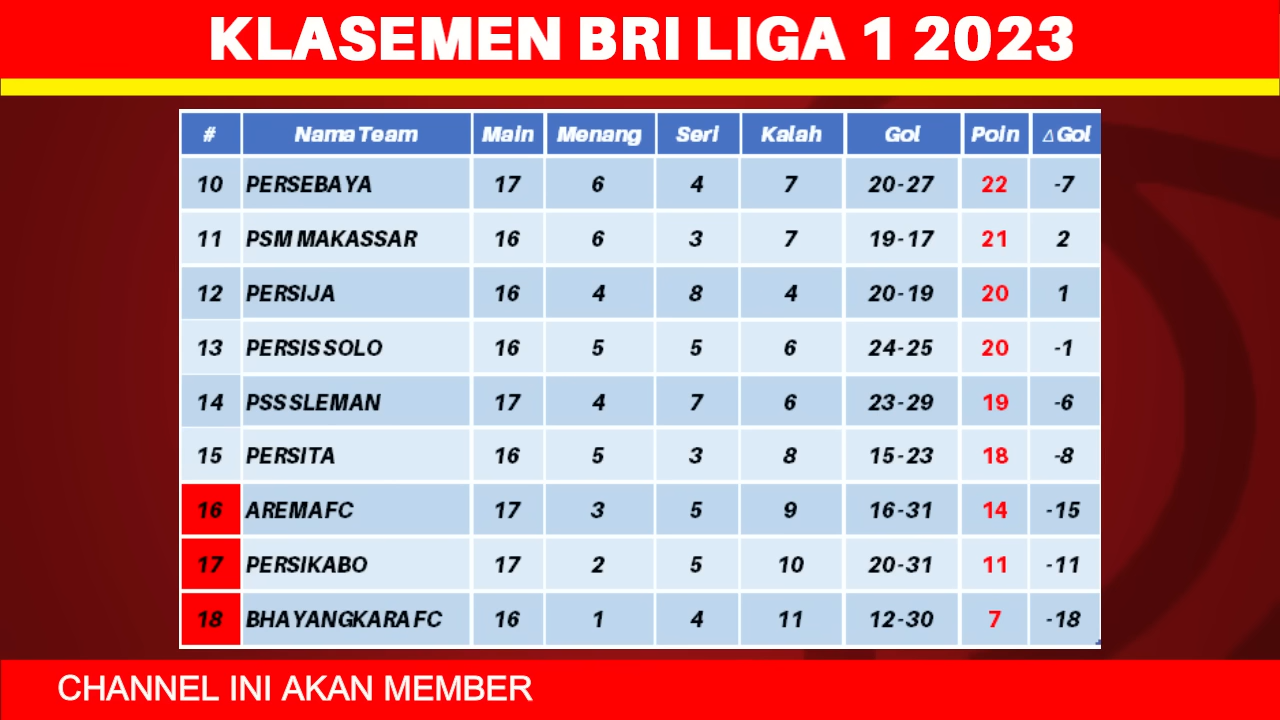 KLASEMEN BRI LIGA 1 2023
# Nama Team Main Menang Seri Kalah Gol Poin △Gol
10 PERSEBAYA 17 6 4 7 20-27 22 -7
11 PSM MAKASSAR 16 6 3 7 19-17 21 2
12 PERSIJA 16 4 8 4 20-19 20 1
13 PERSIS SOLO 16 5 5 6 24-25 20 -1
14 PSS SLEMAN 17 4 7 6 23-29 19 -6
15 PERSITA 16 5 3 8 15-23 18 -8
16 AREMA FC 17 3 5 9 16-31 14 -15
17 PERSIKABO 17 2 5 10 20-31 11 -11
18 BHAYANGKARA FC 16 1 4 11 12-30 7 -18
CHANNEL INI AKAN MEMBER